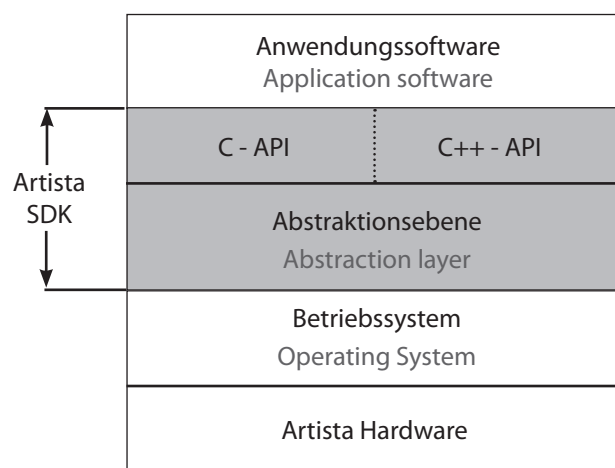 Anwendungssoftware
Application software
C - API
C++ - API
Artista
SDK
Abstraktionsebene
Abstraction layer
Betriebssystem
Operating System
Artista Hardware